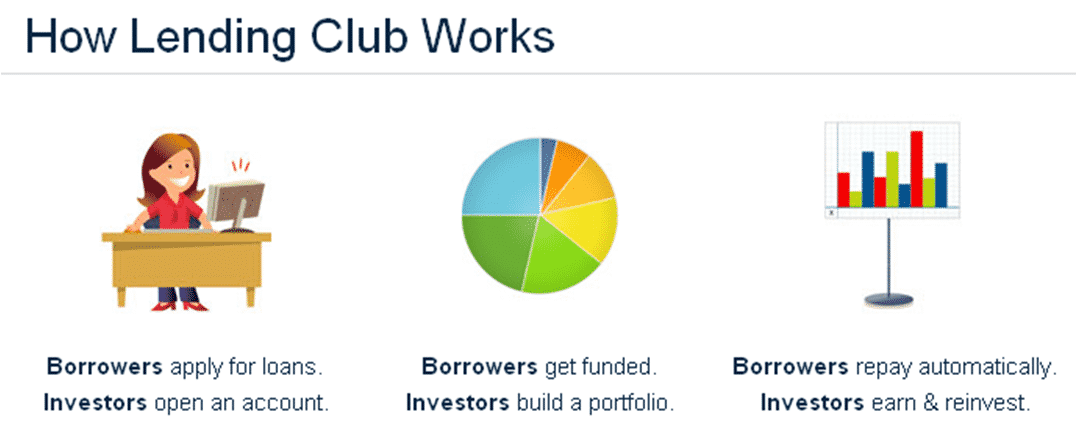 How Lending Club Works
x
Borrowers apply for loans.
Investors open an account.
Borrowers get funded.
Investors build a portfolio.
Borrowers repay automatically.
Investors earn & reinvest.